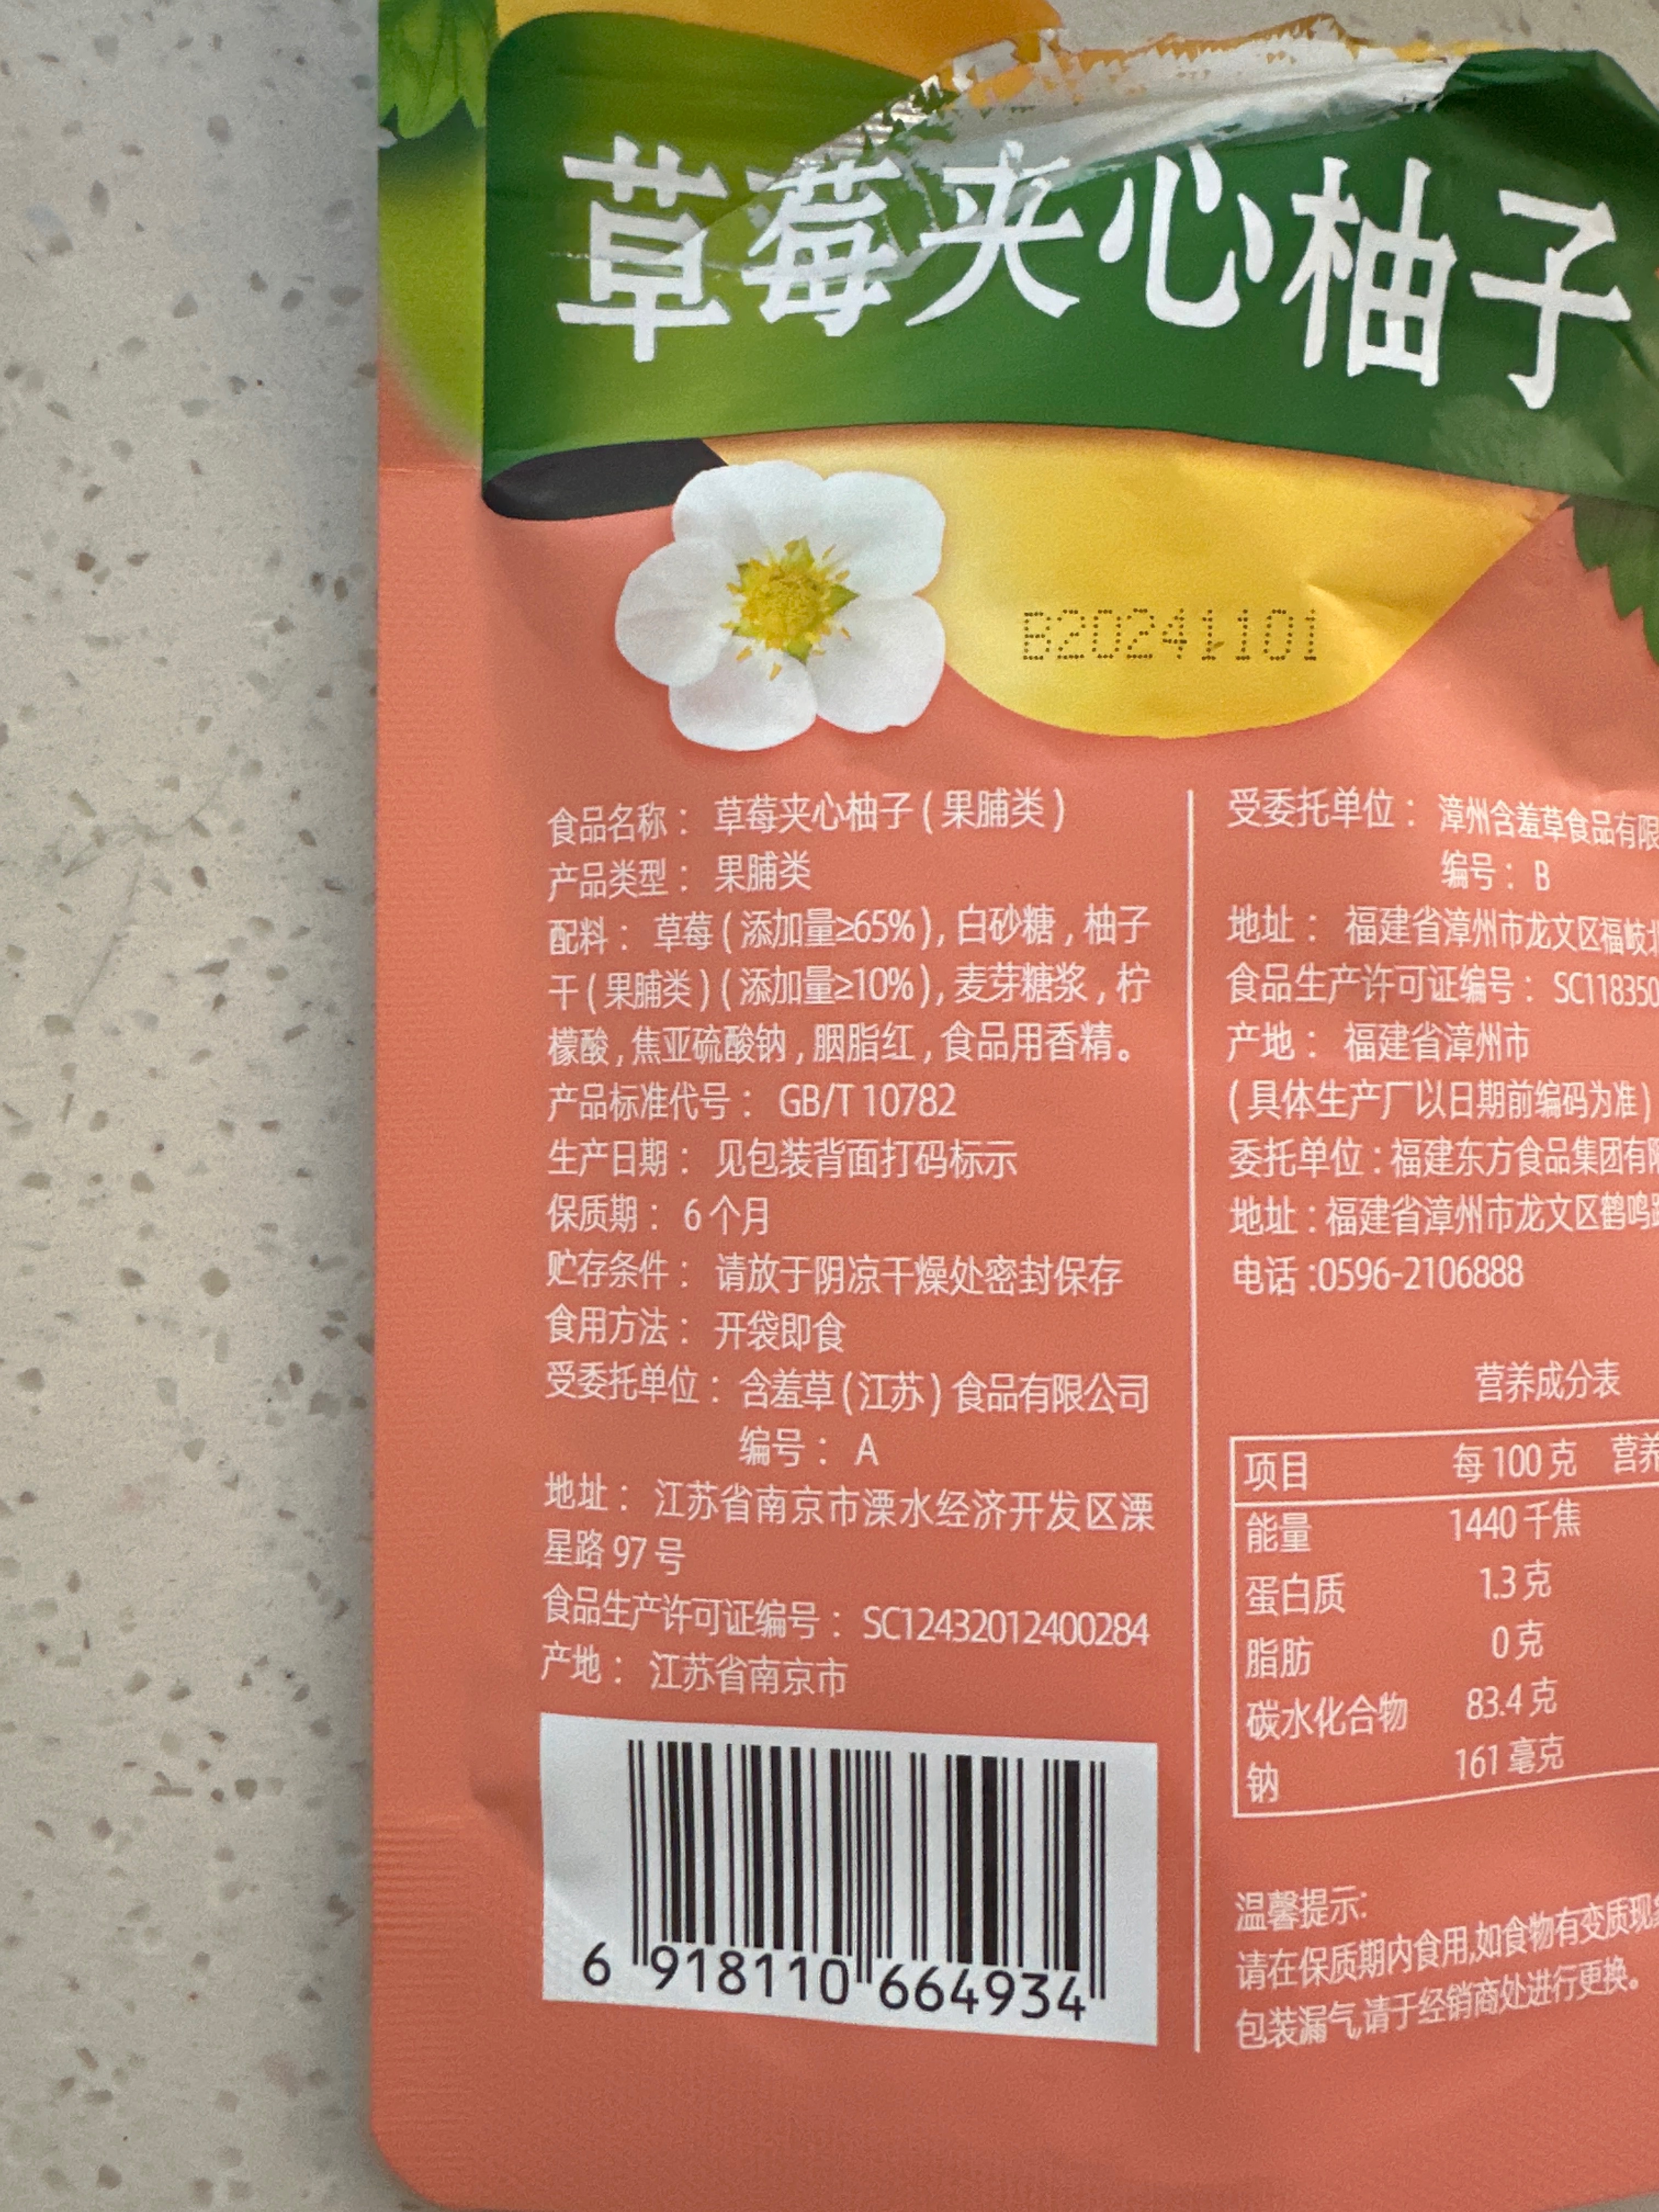 草莓夹心柚子
B20241101
食品名称：草莓夹心柚子(果脯类)
产品类型：果脯类
配料：草莓(添加量≥65%),白砂糖,柚子
干(果脯类)(添加量≥10%),麦芽糖浆,柠
檬酸,焦亚硫酸钠,胭脂红,食品用香精。
产品标准代号：GB/T 10782
生产日期：见包装背面打码标示
保质期：6个月
贮存条件：请放于阴凉干燥处密封保存
食用方法：开袋即食
受委托单位：含羞草(江苏)食品有限公司
编号：A
地址：江苏省南京市溧水经济开发区溧
星路97号
食品生产许可证编号：SC12432012400284
产地：江苏省南京市
6 918110 664934
受委托单位：漳州含羞草食品有限
编号：B
地址：福建省漳州市龙文区福岐北
食品生产许可证编号：SC118350
产地：福建省漳州市
(具体生产厂以日期前编码为准)
委托单位:福建东方食品集团有限
地址:福建省漳州市龙文区鹤鸣路
电话:0596-2106888
营养成分表
项目 每100克 营养
能量 1440千焦
蛋白质 1.3克
脂肪 0克
碳水化合物 83.4克
钠 161毫克
温馨提示:
请在保质期内食用,如食物有变质现象
包装漏气,请于经销商处进行更换。